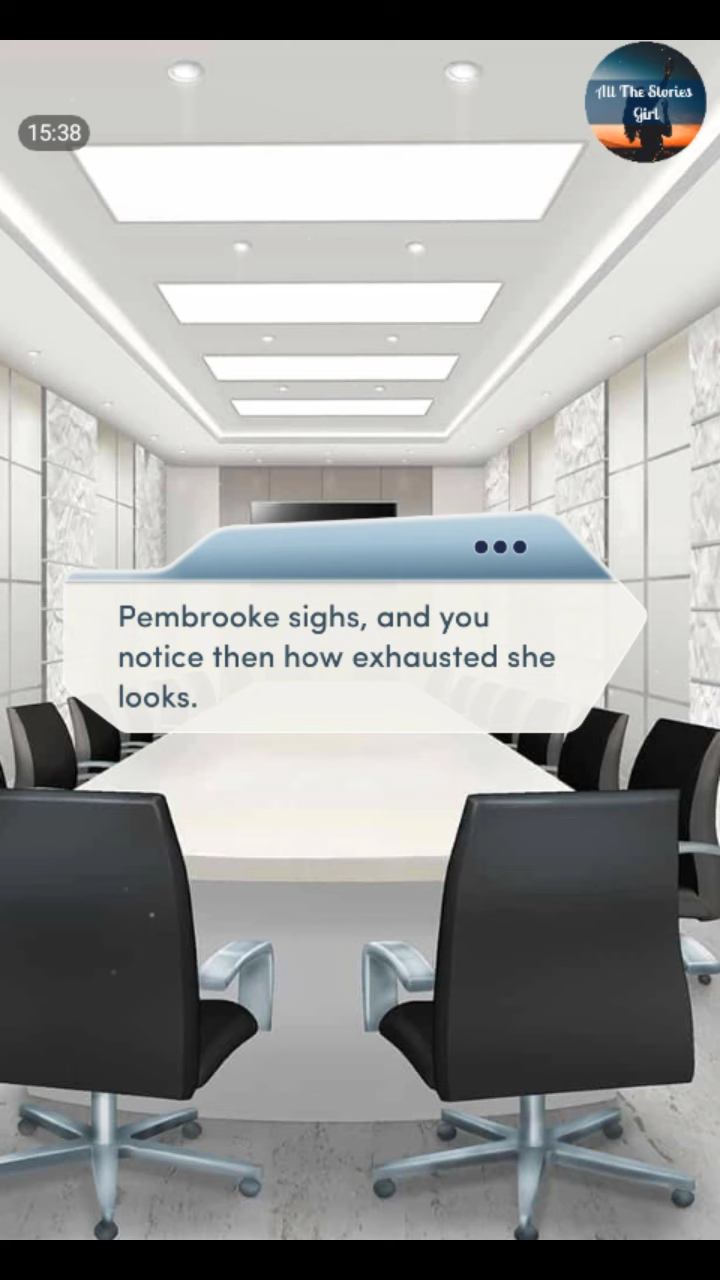 All The Stories
Girl
15:38
Pembrooke sighs, and you
notice then how exhausted she
looks.